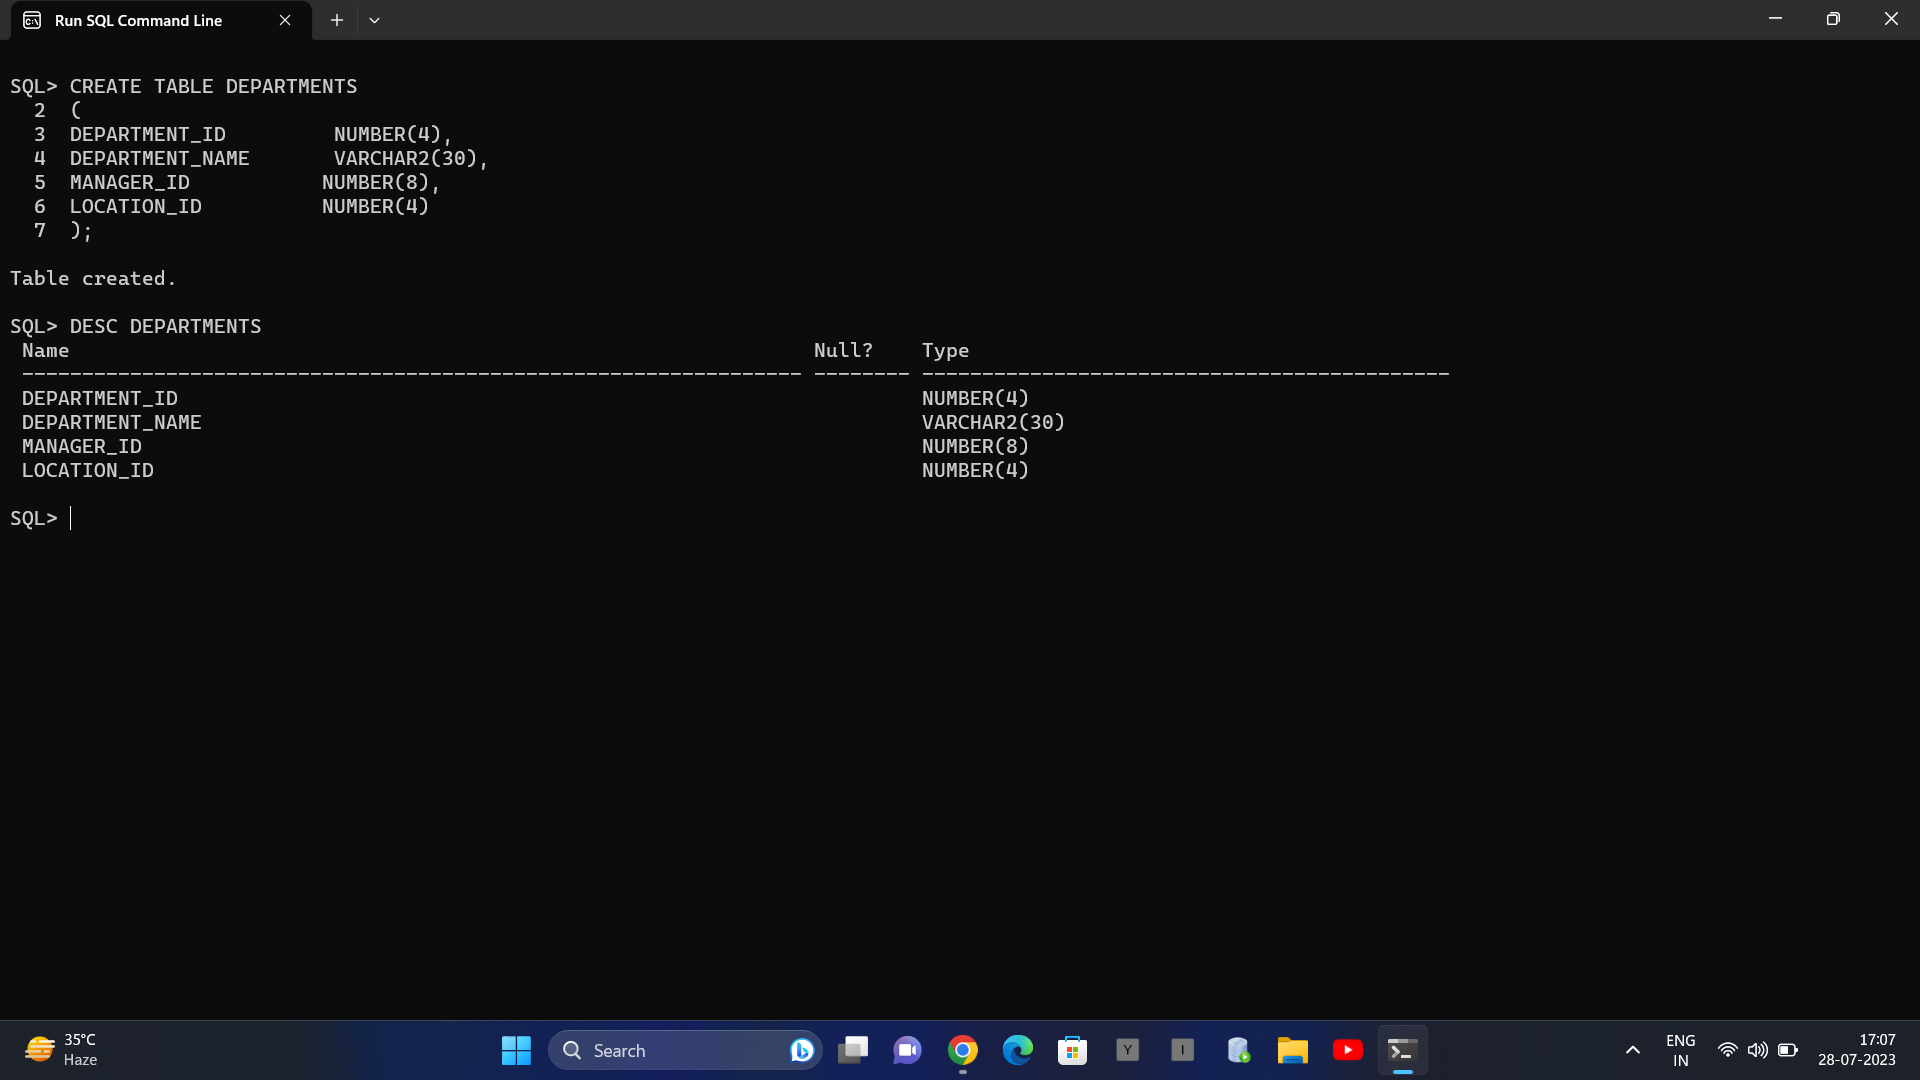 Run SQL Command Line
SQL> CREATE TABLE DEPARTMENTS
  2  (
  3  DEPARTMENT_ID         NUMBER(4),
  4  DEPARTMENT_NAME       VARCHAR2(30),
  5  MANAGER_ID           NUMBER(8),
  6  LOCATION_ID          NUMBER(4)
  7  );
Table created.
SQL> DESC DEPARTMENTS
 Name                                                              Null?    Type
 ----------------------------------------------------------------- -------- --------------------------------------------
 DEPARTMENT_ID                                                              NUMBER(4)
 DEPARTMENT_NAME                                                            VARCHAR2(30)
 MANAGER_ID                                                                 NUMBER(8)
 LOCATION_ID                                                                NUMBER(4)
SQL>
35°C
Haze
Search
Y
I
ENG
IN
17:07
28-07-2023